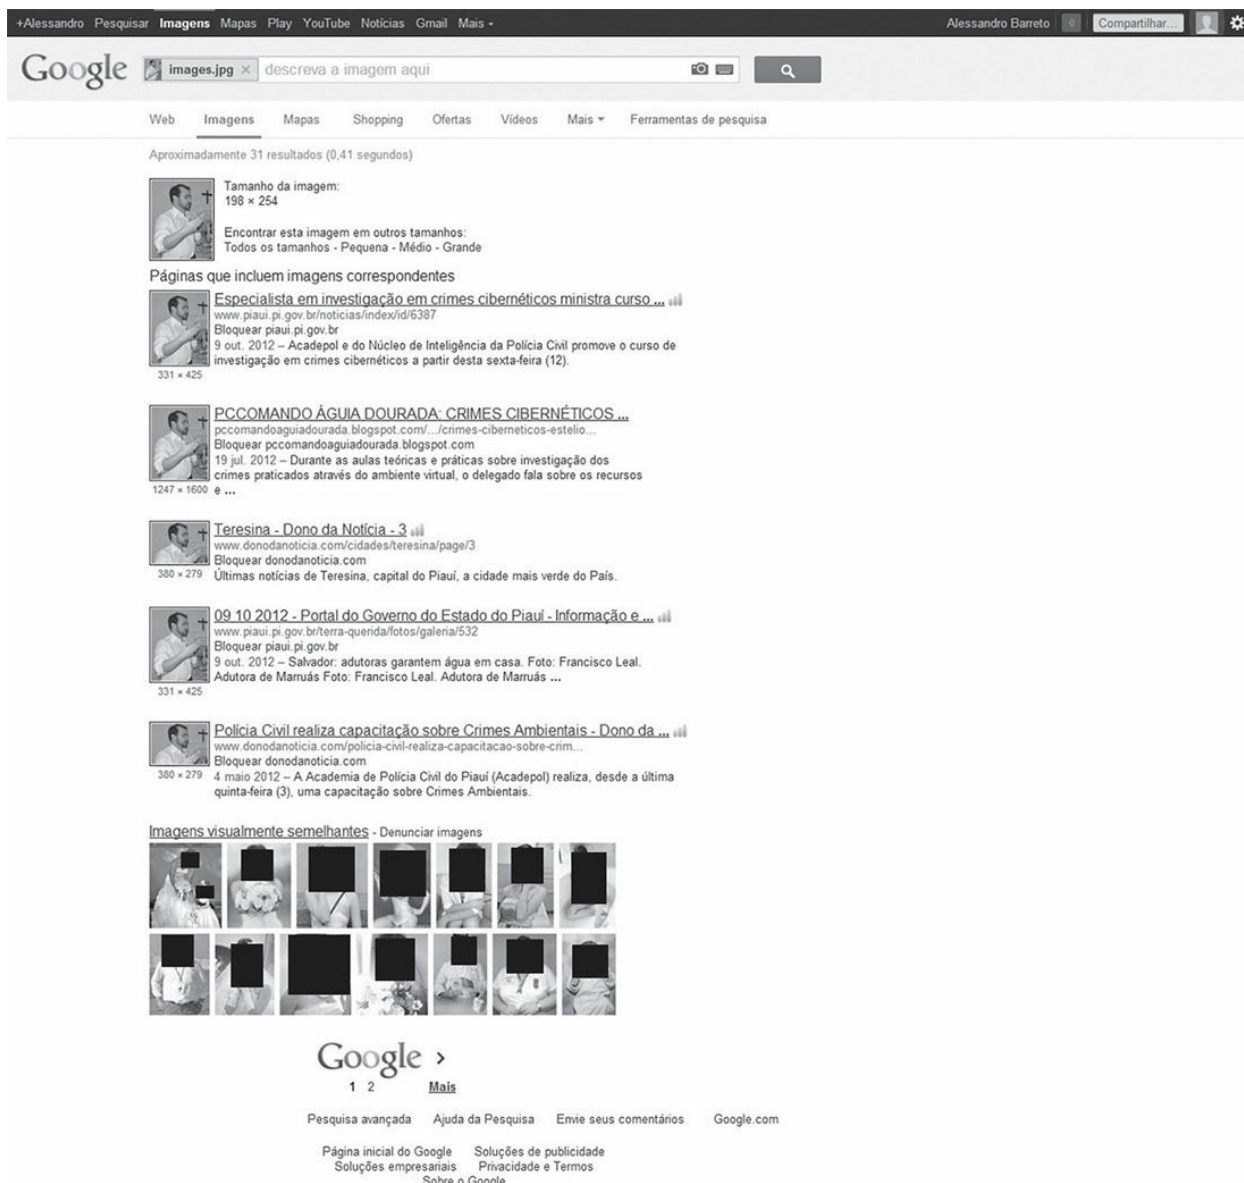 +Alessandro Pesquisar Imagens Mapas Play YouTube Notícias Gmail Mais Alessandro Barreto 0 Compartilhar...
Google images.jpg × descreva a imagem aqui
Web Imagens Mapas Shopping Ofertas Vídeos Mais Ferramentas de pesquisa
Aproximadamente 31 resultados (0,41 segundos)
Tamanho da imagem:
198 × 254
Encontrar esta imagem em outros tamanhos:
Todos os tamanhos - Pequena - Médio - Grande
Páginas que incluem imagens correspondentes
Especialista em investigação em crimes cibernéticos ministra curso ...
www.piaui.pi.gov.br/noticias/index/id/6387
Bloquear piaui.pi.gov.br
9 out. 2012 – Acadepol e do Núcleo de Inteligência da Polícia Civil promove o curso de
investigação em crimes cibernéticos a partir desta sexta-feira (12).
331 × 425
PCCOMANDO ÁGUIA DOURADA: CRIMES CIBERNÉTICOS ...
pccomandoaguiadourada.blogspot.com/.../crimes-ciberneticos-estelio...
Bloquear pccomandoaguiadourada.blogspot.com
19 jul. 2012 – Durante as aulas teóricas e práticas sobre investigação dos
crimes praticados através do ambiente virtual, o delegado fala sobre os recursos
1247 × 1600 e ...
Teresina - Dono da Notícia - 3
www.donodanoticia.com/cidades/teresina/page/3
Bloquear donodanoticia.com
380 × 279 Últimas notícias de Teresina, capital do Piauí, a cidade mais verde do País.
09 10 2012 - Portal do Governo do Estado do Piauí - Informação e ...
www.piaui.pi.gov.br/terra-querida/fotos/galeria/532
Bloquear piaui.pi.gov.br
9 out. 2012 – Salvador: adutoras garantem água em casa. Foto: Francisco Leal.
Adutora de Marruás Foto: Francisco Leal. Adutora de Marruás ...
331 × 425
Polícia Civil realiza capacitação sobre Crimes Ambientais - Dono da ...
www.donodanoticia.com/policia-civil-realiza-capacitacao-sobre-crim...
Bloquear donodanoticia.com
380 × 279 4 maio 2012 – A Academia de Polícia Civil do Piauí (Acadepol) realiza, desde a última
quinta-feira (3), uma capacitação sobre Crimes Ambientais.
Imagens visualmente semelhantes - Denunciar imagens
Google >
1 2 Mais
Pesquisa avançada Ajuda da Pesquisa Envie seus comentários Google.com
Página inicial do Google Soluções de publicidade
Soluções empresariais Privacidade e Termos
Sobre o Google